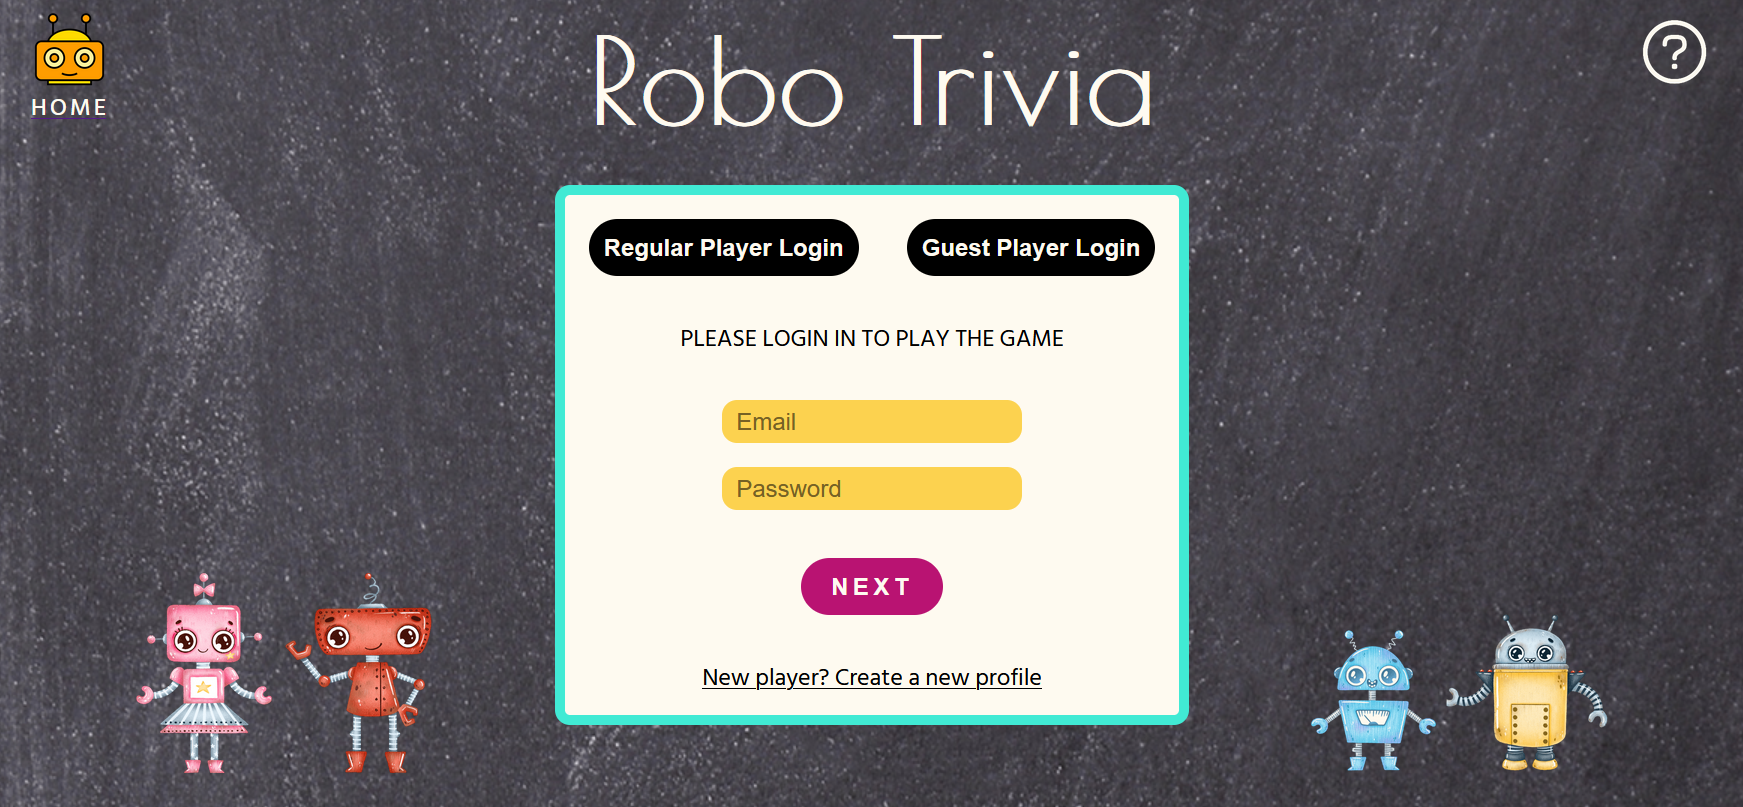 Robo Trivia
HOME
?
Regular Player Login
Guest Player Login
PLEASE LOGIN IN TO PLAY THE GAME
Email
Password
NEXT
New player? Create a new profile